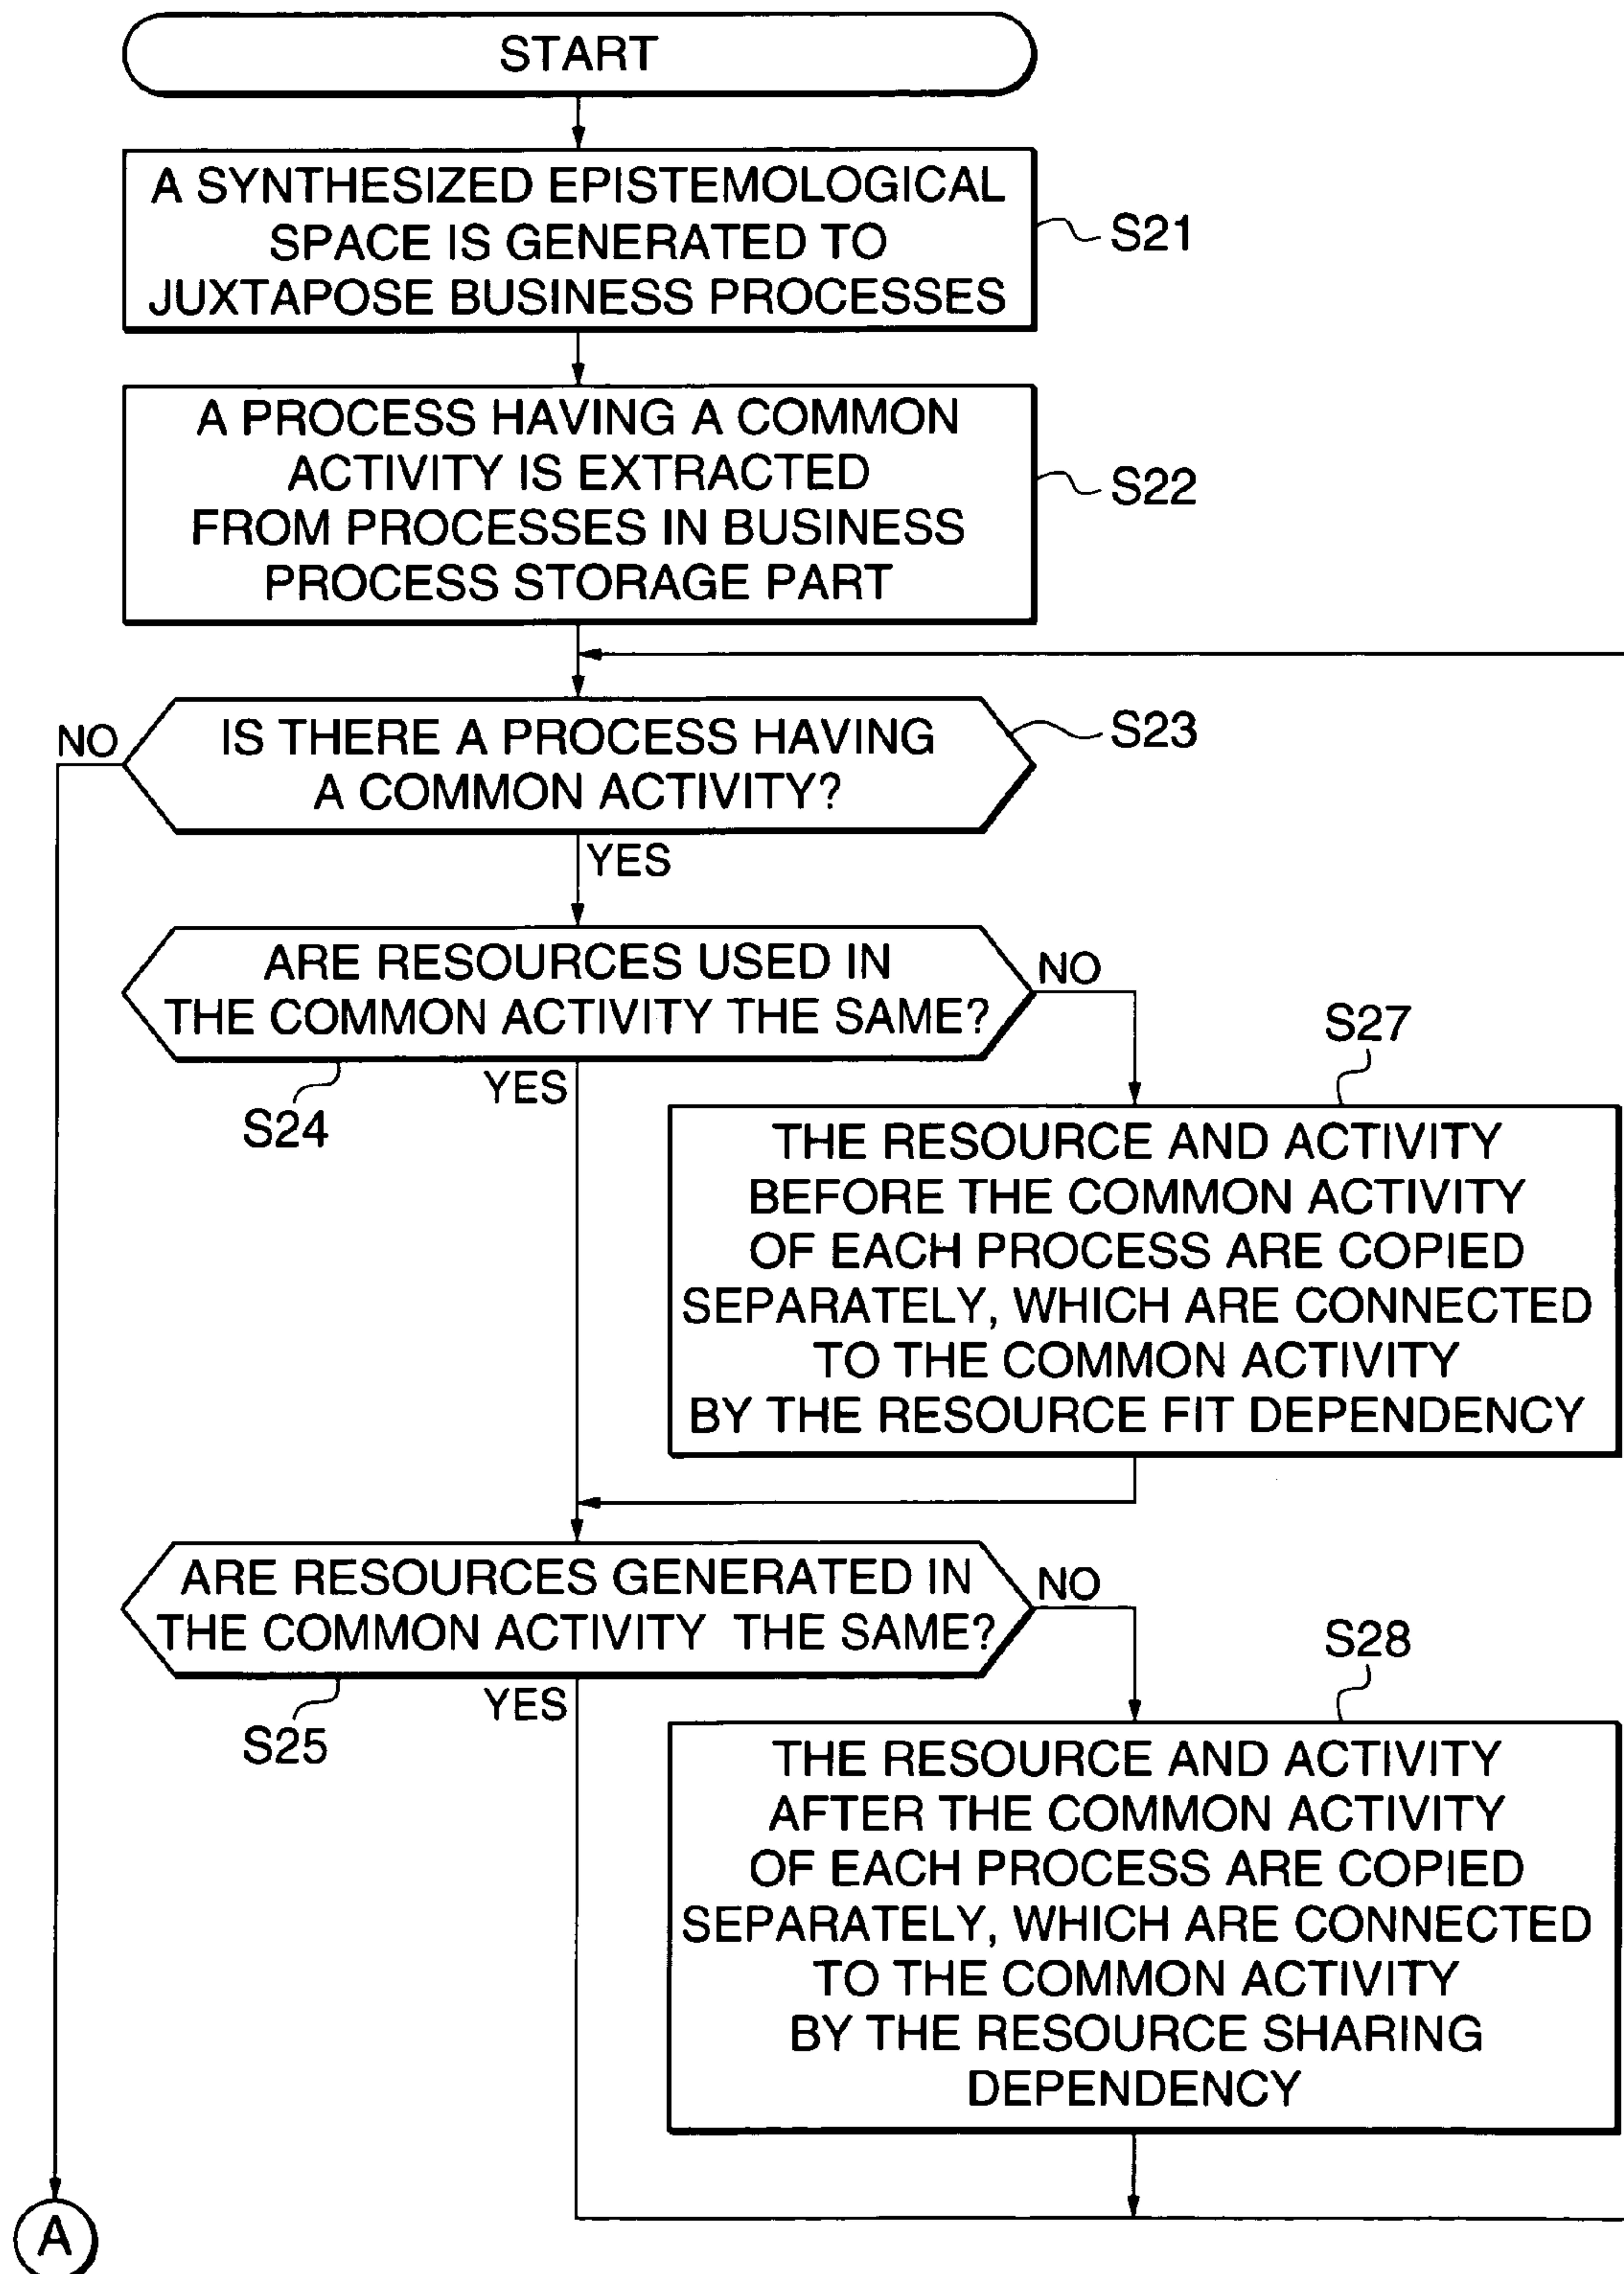 START
A SYNTHESIZED EPISTEMOLOGICAL
SPACE IS GENERATED TO
JUXTAPOSE BUSINESS PROCESSES
S21
A PROCESS HAVING A COMMON
ACTIVITY IS EXTRACTED
FROM PROCESSES IN BUSINESS
PROCESS STORAGE PART
S22
NO
IS THERE A PROCESS HAVING
A COMMON ACTIVITY?
S23
YES
ARE RESOURCES USED IN
THE COMMON ACTIVITY THE SAME?
NO
S24
YES
S27
THE RESOURCE AND ACTIVITY
BEFORE THE COMMON ACTIVITY
OF EACH PROCESS ARE COPIED
SEPARATELY, WHICH ARE CONNECTED
TO THE COMMON ACTIVITY
BY THE RESOURCE FIT DEPENDENCY
ARE RESOURCES GENERATED IN
THE COMMON ACTIVITY THE SAME?
NO
S25
YES
S28
THE RESOURCE AND ACTIVITY
AFTER THE COMMON ACTIVITY
OF EACH PROCESS ARE COPIED
SEPARATELY, WHICH ARE CONNECTED
TO THE COMMON ACTIVITY
BY THE RESOURCE SHARING
DEPENDENCY
A